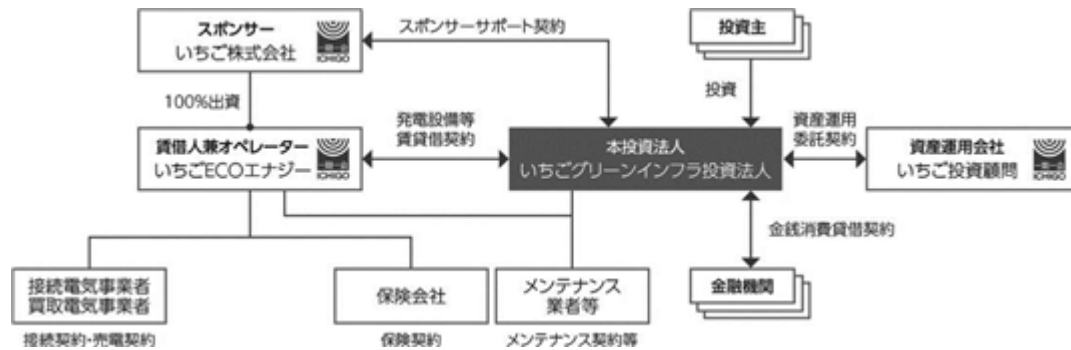 スポンサー
いちご株式会社
ICHIGO
スポンサーサポート契約
投資主
100%出資
投資
賃借人兼オペレーター
いちごECOエナジー
ICHIGO
発電設備等
賃貸借契約
本投資法人
いちごグリーンインフラ投資法人
資産運用
委託契約
資産運用会社
いちご投資顧問
ICHIGO
金銭消費貸借契約
接続電気事業者
買取電気事業者
保険会社
メンテナンス
業者等
金融機関
接続契約・売電契約
保険契約
メンテナンス契約等